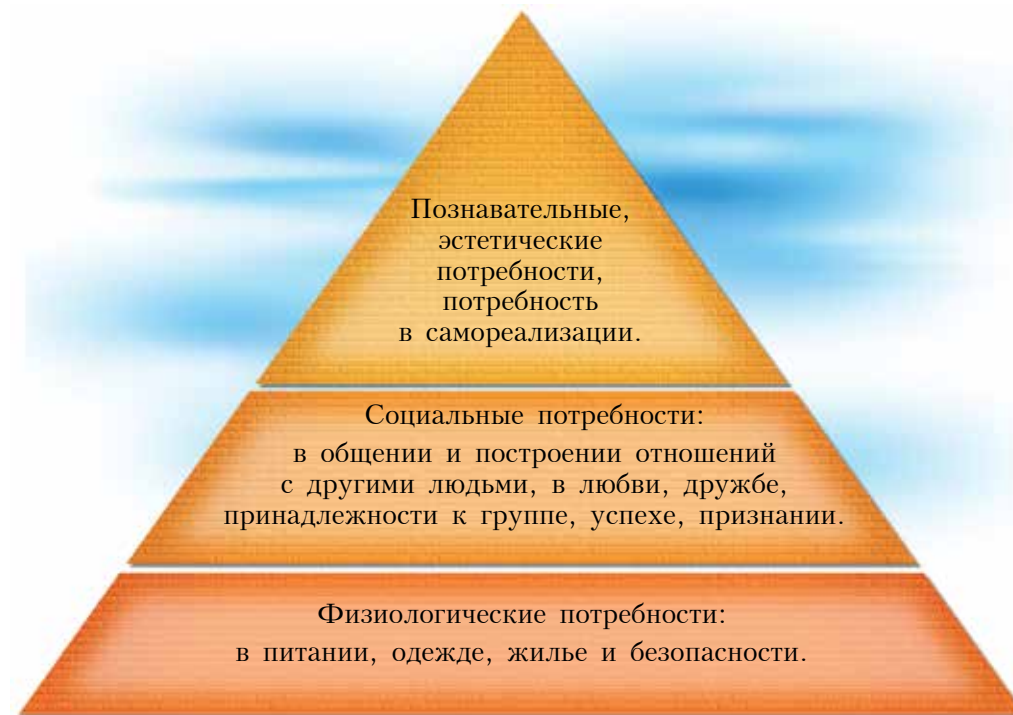 Познавательные,
эстетические
потребности,
потребность
в самореализации.
Социальные потребности:
в общении и построении отношений
с другими людьми, в любви, дружбе,
принадлежности к группе, успехе, признании.
Физиологические потребности:
в питании, одежде, жилье и безопасности.